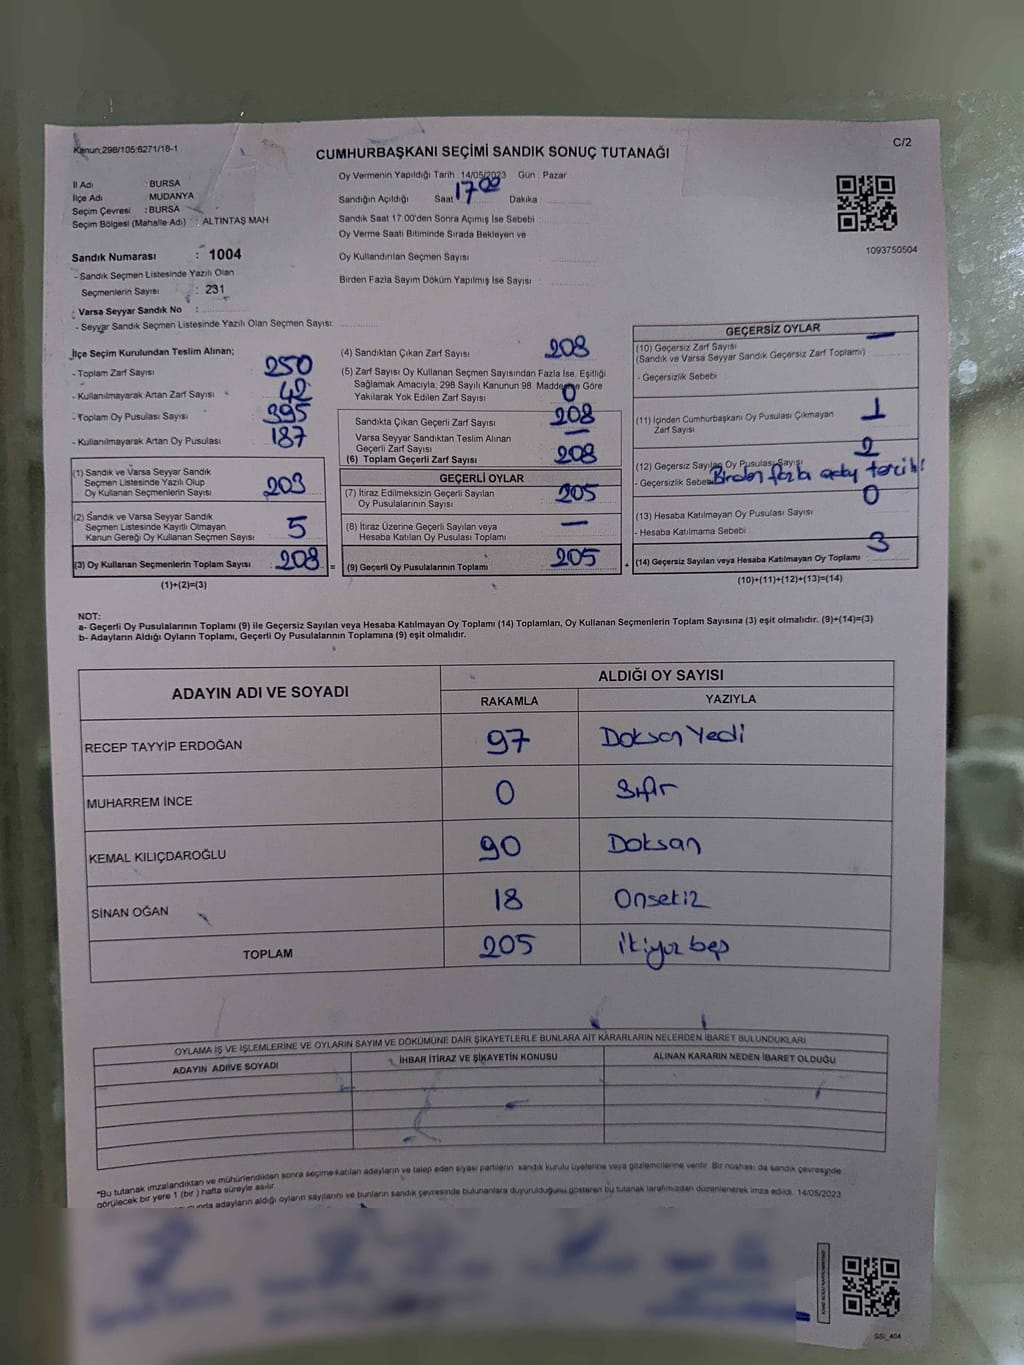 Kanun:298/105:6271/18-1
C/2
CUMHURBAŞKANI SEÇİMİ SANDIK SONUÇ TUTANAĞI
İl Adı : BURSA
İlçe Adı : MUDANYA
Seçim Çevresi : BURSA
Seçim Bölgesi (Mahalle Adı) : ALTINTAŞ MAH
Sandık Numarası : 1004
- Sandık Seçmen Listesinde Yazılı Olan
Seçmenlerin Sayısı : 231
- Varsa Seyyar Sandık No :
- Seyyar Sandık Seçmen Listesinde Yazılı Olan Seçmen Sayısı:
Oy Vermenin Yapıldığı Tarih : 14/05/2023 Gün : Pazar
Sandığın Açıldığı Saat 17 00 Dakika :
Sandık Saat 17:00'den Sonra Açımış İse Sebebi :
Oy Verme Saati Bitiminde Sırada Bekleyen ve
Oy Kullandırılan Seçmen Sayısı :
Birden Fazla Sayım Döküm Yapılmış İse Sayısı :
1093750504
İlçe Seçim Kurulundan Teslim Alınan;
- Toplam Zarf Sayısı : 250
- Kullanılmayarak Artan Zarf Sayısı : 42
- Toplam Oy Pusulası Sayısı : 395
- Kullanılmayarak Artan Oy Pusulası : 187
(1) Sandık ve Varsa Seyyar Sandık
Seçmen Listesinde Yazılı Olup
Oy Kullanan Seçmenlerin Sayısı : 203
(2) Sandık ve Varsa Seyyar Sandık
Seçmen Listesinde Kayıtlı Olmayan
Kanun Gereği Oy Kullanan Seçmen Sayısı : 5
(3) Oy Kullanan Seçmenlerin Toplam Sayısı : 208 =
(1)+(2)=(3)
(4) Sandıktan Çıkan Zarf Sayısı : 208
(5) Zarf Sayısı Oy Kullanan Seçmen Sayısından Fazla İse, Eşitliği
Sağlamak Amacıyla, 298 Sayılı Kanunun 98. Maddesine Göre
Yakılarak Yok Edilen Zarf Sayısı : 0
Sandıkta Çıkan Geçerli Zarf Sayısı : 208
Varsa Seyyar Sandıktan Teslim Alınan
Geçerli Zarf Sayısı : —
(6) Toplam Geçerli Zarf Sayısı : 208
GEÇERLİ OYLAR
(7) İtiraz Edilmeksizin Geçerli Sayılan
Oy Pusulalarının Sayısı : 205
(8) İtiraz Üzerine Geçerli Sayılan veya
Hesaba Katılan Oy Pusulası Toplamı : —
(9) Geçerli Oy Pusulalarının Toplamı : 205 +
GEÇERSİZ OYLAR
(10) Geçersiz Zarf Sayısı : —
(Sandık ve Varsa Seyyar Sandık Geçersiz Zarf Toplamı)
- Geçersizlik Sebebi :
(11) İçinden Cumhurbaşkanı Oy Pusulası Çıkmayan
Zarf Sayısı : 1
(12) Geçersiz Sayılan Oy Pusulası Sayısı : 2
- Geçersizlik Sebebi Birden fazla aday tercihi
(13) Hesaba Katılmayan Oy Pusulası Sayısı : 0
- Hesaba Katılmama Sebebi :
(14) Geçersiz Sayılan veya Hesaba Katılmayan Oy Toplamı : 3
(10)+(11)+(12)+(13)=(14)
NOT:
a- Geçerli Oy Pusulalarının Toplamı (9) ile Geçersiz Sayılan veya Hesaba Katılmayan Oy Toplamı (14) Toplamları, Oy Kullanan Seçmenlerin Toplam Sayısına (3) eşit olmalıdır. (9)+(14)=(3)
b- Adayların Aldığı Oyların Toplamı, Geçerli Oy Pusulalarının Toplamına (9) eşit olmalıdır.
ADAYIN ADI VE SOYADI ALDIĞI OY SAYISI
RAKAMLA YAZIYLA
RECEP TAYYİP ERDOĞAN 97 Doksan Yedi
MUHARREM İNCE 0 Sıfır
KEMAL KILIÇDAROĞLU 90 Doksan
SİNAN OĞAN 18 Onsekiz
TOPLAM 205 ikiyüz beş
OYLAMA İŞ VE İŞLEMLERİNE VE OYLARIN SAYIM VE DÖKÜMÜNE DAİR ŞİKAYETLERLE BUNLARA AİT KARARLARIN NELERDEN İBARET BULUNDUKLARI
ADAYIN ADI VE SOYADI İHBAR İTİRAZ VE ŞİKAYETİN KONUSU ALINAN KARARIN NEDEN İBARET OLDUĞU
*Bu tutanak imzalandıktan ve mühürlendikten sonra seçime katılan adayların ve talep eden siyasi partilerin sandık kurulu üyelerine veya gözlemcilerine verilir. Bir nüshası da sandık çevresinde
görülecek bir yere 1 (bir) hafta süreyle asılır.
adayların aldığı oyların sayılarını ve bunların sandık çevresinde bulunanlara duyurulduğunu gösteren bu tutanak tarafımızdan düzenlenerek imza edildi. 14/05/2023
GSI_404